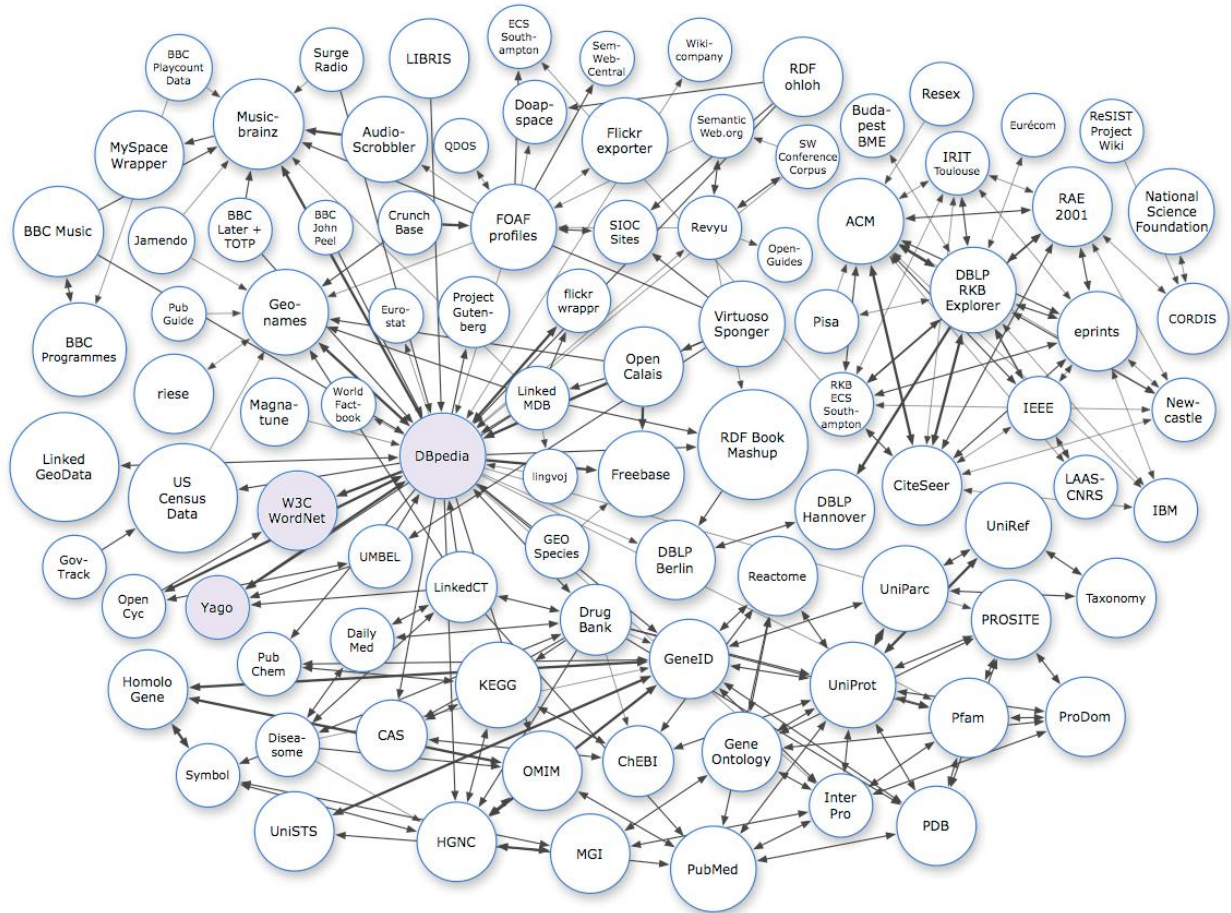 BBC
Playcount
Data
Surge
Radio
LIBRIS
ECS
South-
ampton
Sem-
Web-
Central
Wiki-
company
RDF
ohloh
Music-
brainz
MySpace
Wrapper
Audio-
Scrobbler
QDOS
Doap-
space
Flickr
exporter
Semantic
Web.org
SW
Conference
Corpus
Buda-
pest
BME
Resex
IRIT
Toulouse
Eurécom
ReSIST
Project
Wiki
RAE
2001
National
Science
Foundation
BBC Music
Jamendo
BBC
Later +
TOTP
BBC
John
Peel
Crunch
Base
FOAF
profiles
SIOC
Sites
Revyu
Open-
Guides
ACM
DBLP
RKB
Explorer
BBC
Programmes
Pub
Guide
Geo-
names
Euro-
stat
Project
Guten-
berg
flickr
wrappr
Virtuoso
Sponger
Pisa
eprints
CORDIS
riese
Magna-
tune
World
Fact-
book
Linked
MDB
Open
Calais
RKB
ECS
South-
ampton
IEEE
New-
castle
Linked
GeoData
US
Census
Data
W3C
WordNet
DBpedia
lingvoj
Freebase
RDF Book
Mashup
DBLP
Hannover
CiteSeer
LAAS-
CNRS
IBM
Gov-
Track
Open
Cyc
Yago
UMBEL
LinkedCT
GEO
Species
DBLP
Berlin
Reactome
UniParc
UniRef
Taxonomy
PROSITE
Daily
Med
Drug
Bank
Pub
Chem
Homolo
Gene
KEGG
GeneID
UniProt
Pfam
ProDom
Symbol
Disea-
some
CAS
OMIM
ChEBI
Gene
Ontology
Inter
Pro
PDB
UniSTS
HGNC
MGI
PubMed